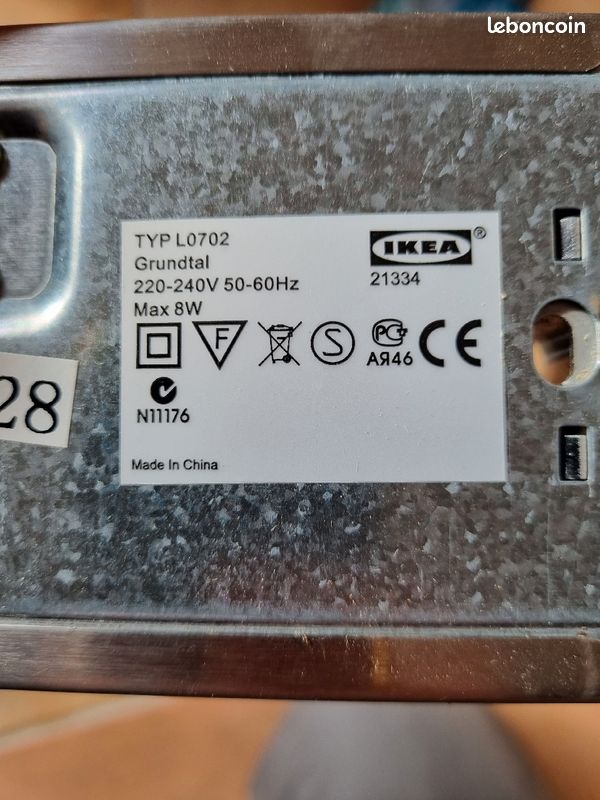 leboncoin
TYP L0702
Grundtal
220-240V 50-60Hz
Max 8W
IKEA®
21334
F
S
РСТ
АЯ46
CE
N11176
28
Made In China